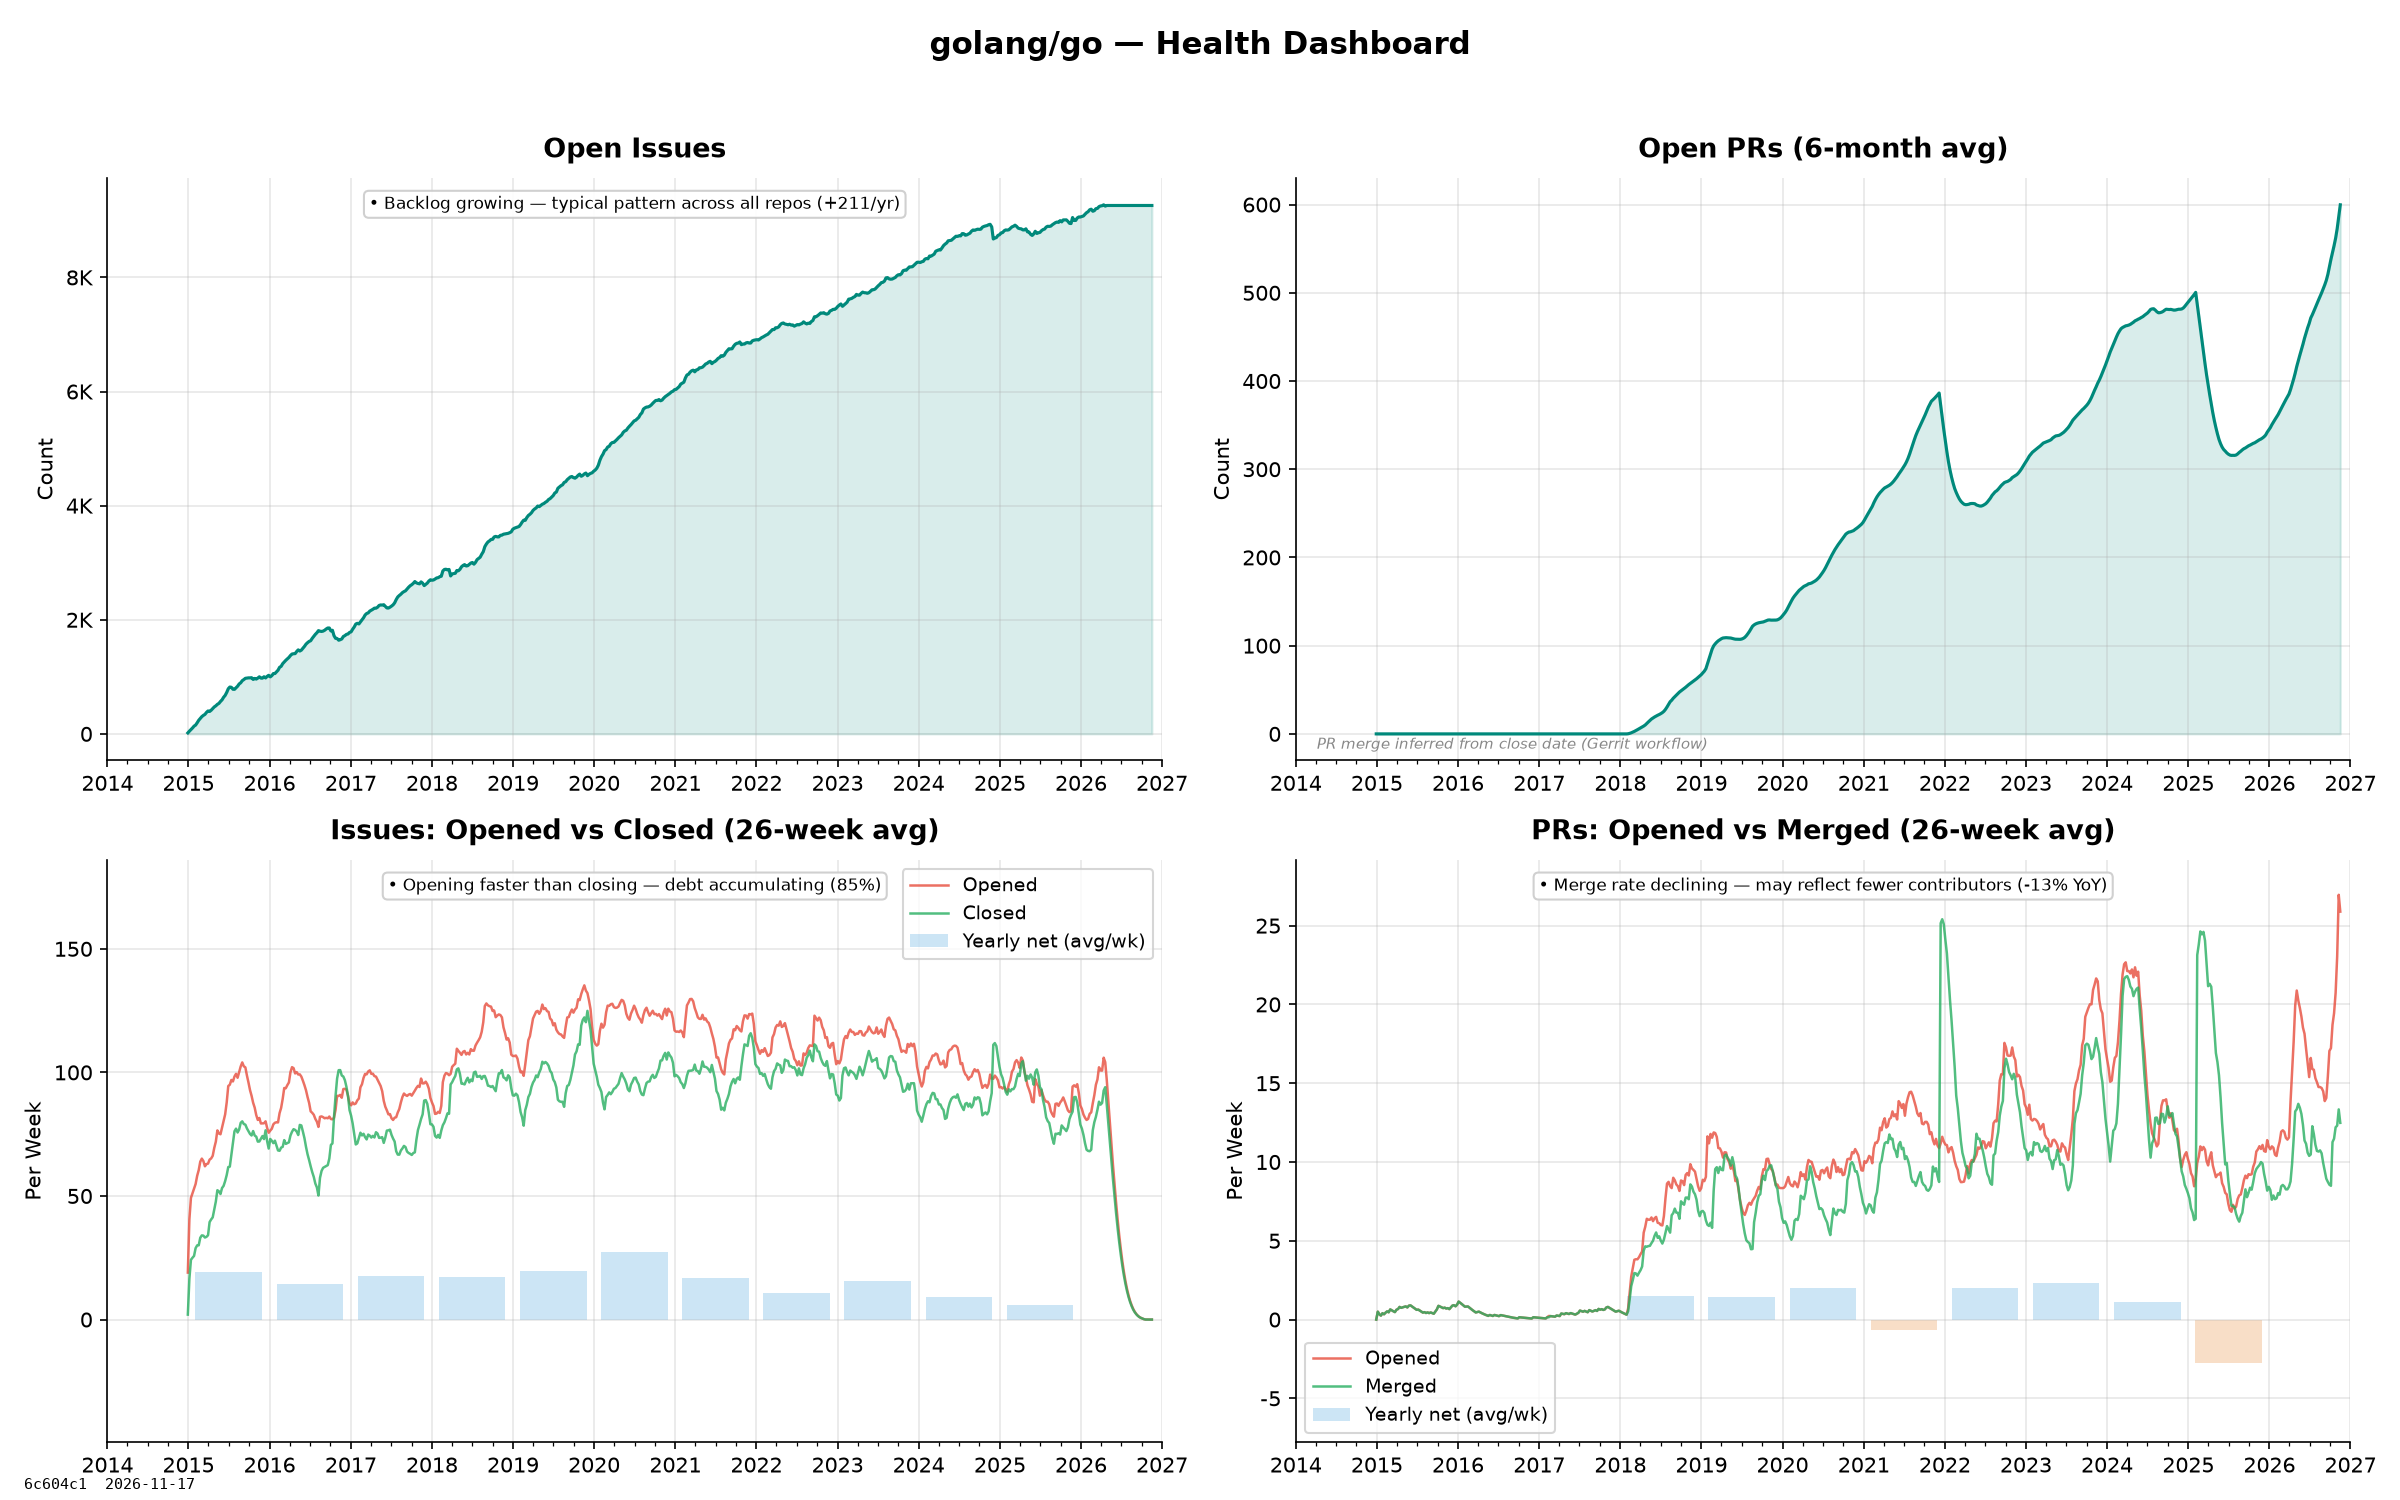 golang/go — Health Dashboard
Open Issues
• Backlog growing — typical pattern across all repos (+211/yr)
Count
8K
6K
4K
2K
0
2014 2015 2016 2017 2018 2019 2020 2021 2022 2023 2024 2025 2026 2027
Open PRs (6-month avg)
Count
600
500
400
300
200
100
0
PR merge inferred from close date (Gerrit workflow)
2014 2015 2016 2017 2018 2019 2020 2021 2022 2023 2024 2025 2026 2027
Issues: Opened vs Closed (26-week avg)
• Opening faster than closing — debt accumulating (85%)
Opened
Closed
Yearly net (avg/wk)
Per Week
150
100
50
0
2014 2015 2016 2017 2018 2019 2020 2021 2022 2023 2024 2025 2026 2027
PRs: Opened vs Merged (26-week avg)
• Merge rate declining — may reflect fewer contributors (-13% YoY)
Per Week
25
20
15
10
5
0
-5
Opened
Merged
Yearly net (avg/wk)
2014 2015 2016 2017 2018 2019 2020 2021 2022 2023 2024 2025 2026 2027
6c604c1 2026-11-17